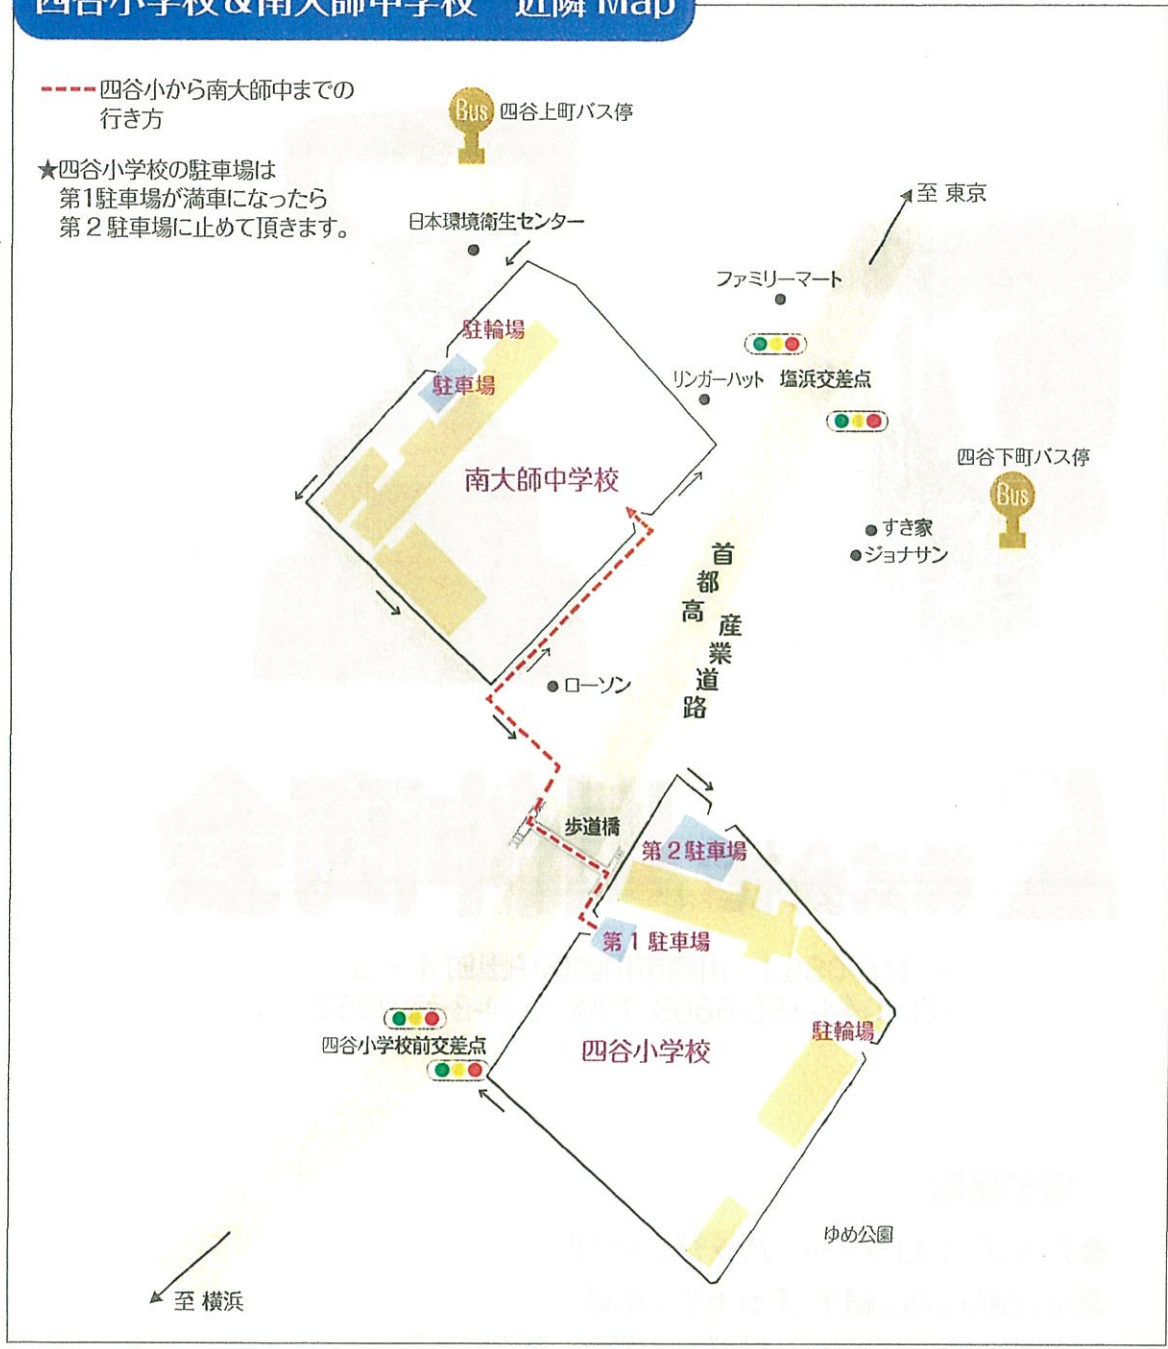 四谷小学校&南大師中学校 近隣 Map
四谷小から南大師中までの
行き方
★四谷小学校の駐車場は
第1駐車場が満車になったら
第2駐車場に止めて頂きます。
Bus 四谷上町バス停
至 東京
日本環境衛生センター
ファミリーマート
駐輪場
リンガーハット 塩浜交差点
駐車場
四谷下町バス停
Bus
南大師中学校
すき家
ジョナサン
首都高
産業道路
ローソン
歩道橋
第2駐車場
第1駐車場
四谷小学校前交差点
駐輪場
四谷小学校
ゆめ公園
至 横浜